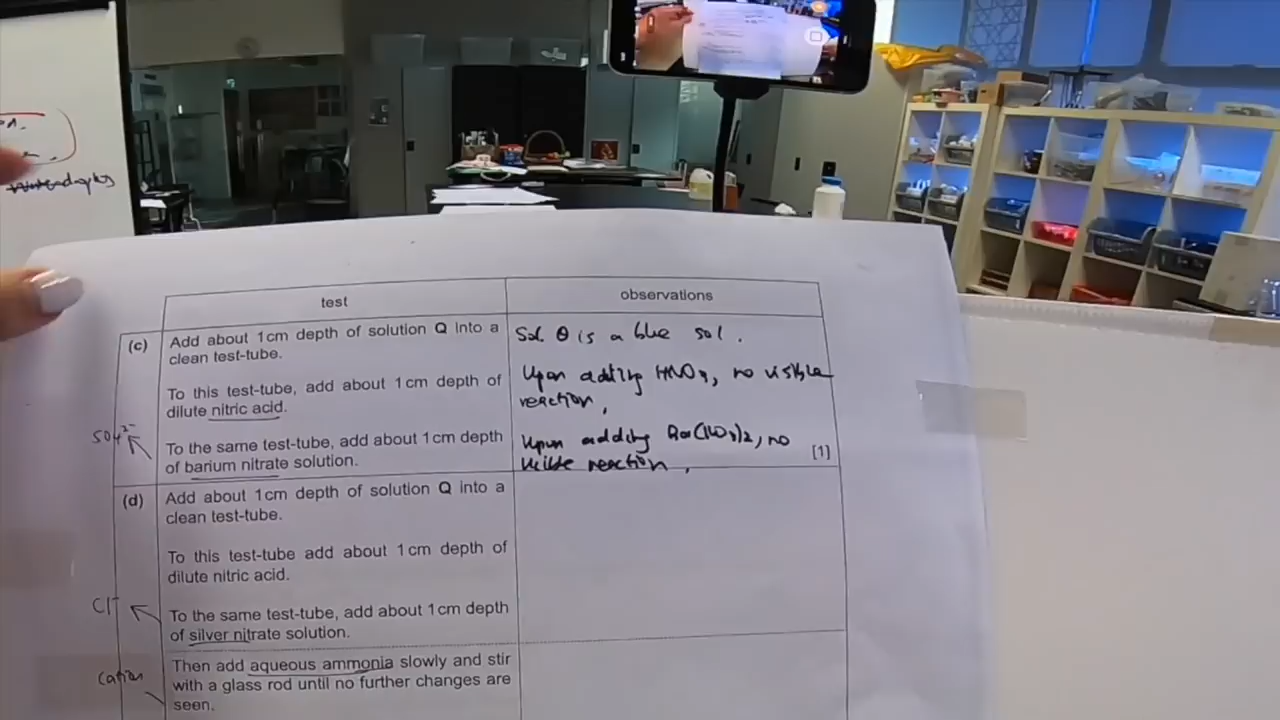 test
observations
(c)
Add about 1 cm depth of solution Q into a
clean test-tube.
To this test-tube, add about 1 cm depth of
dilute nitric acid.
To the same test-tube, add about 1 cm depth
of barium nitrate solution.
SO₄²⁻
Sol Q is a blue sol.
Upon adding HNO₃, no visible
reaction,
Upon adding Ba(NO₃)₂, no
visible reaction,
[1]
(d)
Add about 1 cm depth of solution Q into a
clean test-tube.
To this test-tube add about 1 cm depth of
dilute nitric acid.
To the same test-tube, add about 1 cm depth
of silver nitrate solution.
Cl⁻
Then add aqueous ammonia slowly and stir
with a glass rod until no further changes are
seen.
cation